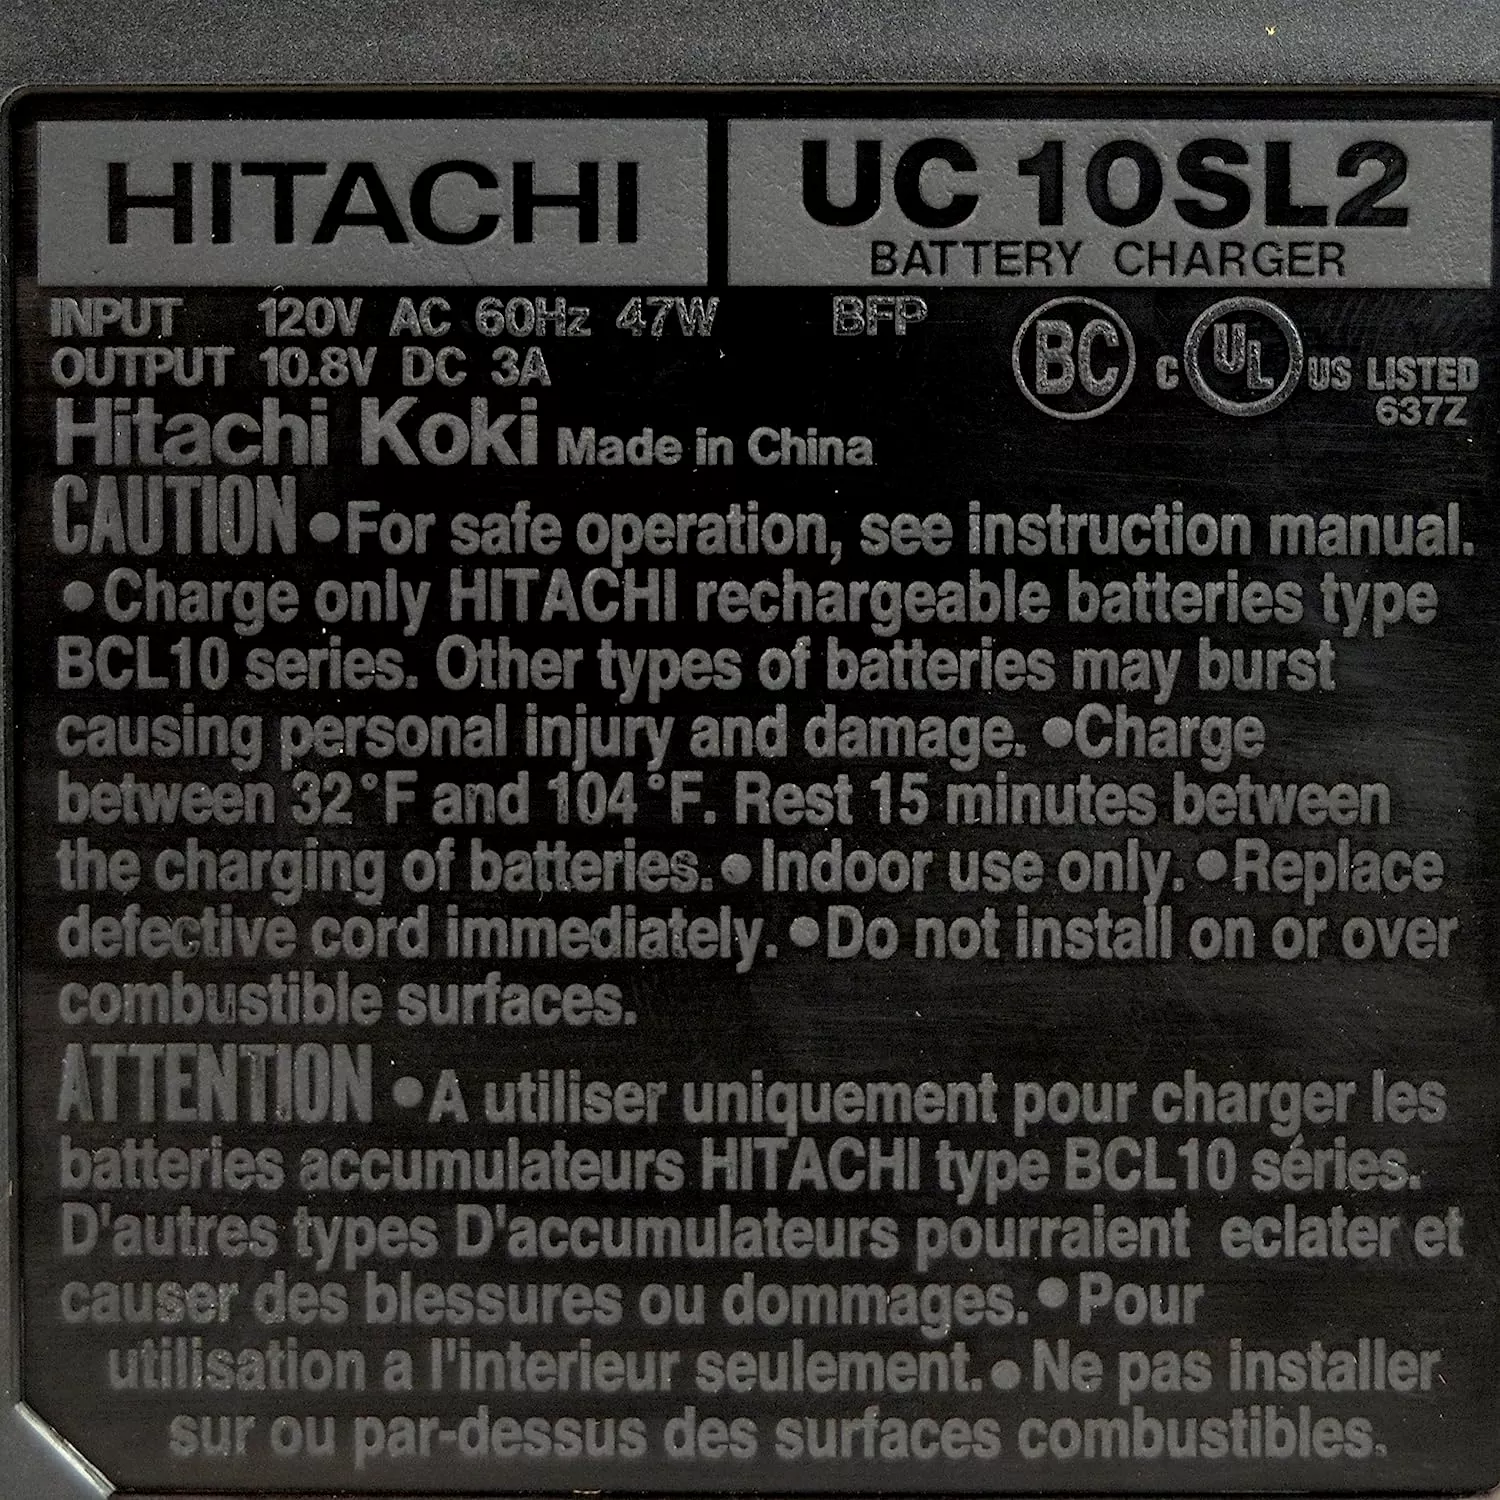 HITACHI
UC 10SL2
BATTERY CHARGER
INPUT 120V AC 60Hz 47W BFP
OUTPUT 10.8V DC 3A
BC c UL US LISTED
637Z
Hitachi Koki Made in China
CAUTION •For safe operation, see instruction manual.
•Charge only HITACHI rechargeable batteries type
BCL10 series. Other types of batteries may burst
causing personal injury and damage. •Charge
between 32°F and 104°F. Rest 15 minutes between
the charging of batteries. •Indoor use only. •Replace
defective cord immediately. •Do not install on or over
combustible surfaces.
ATTENTION •A utiliser uniquement pour charger les
batteries accumulateurs HITACHI type BCL10 séries.
D'autres types D'accumulateurs pourraient eclater et
causer des blessures ou dommages. •Pour
utilisation a l'interieur seulement. •Ne pas installer
sur ou par-dessus des surfaces combustibles.